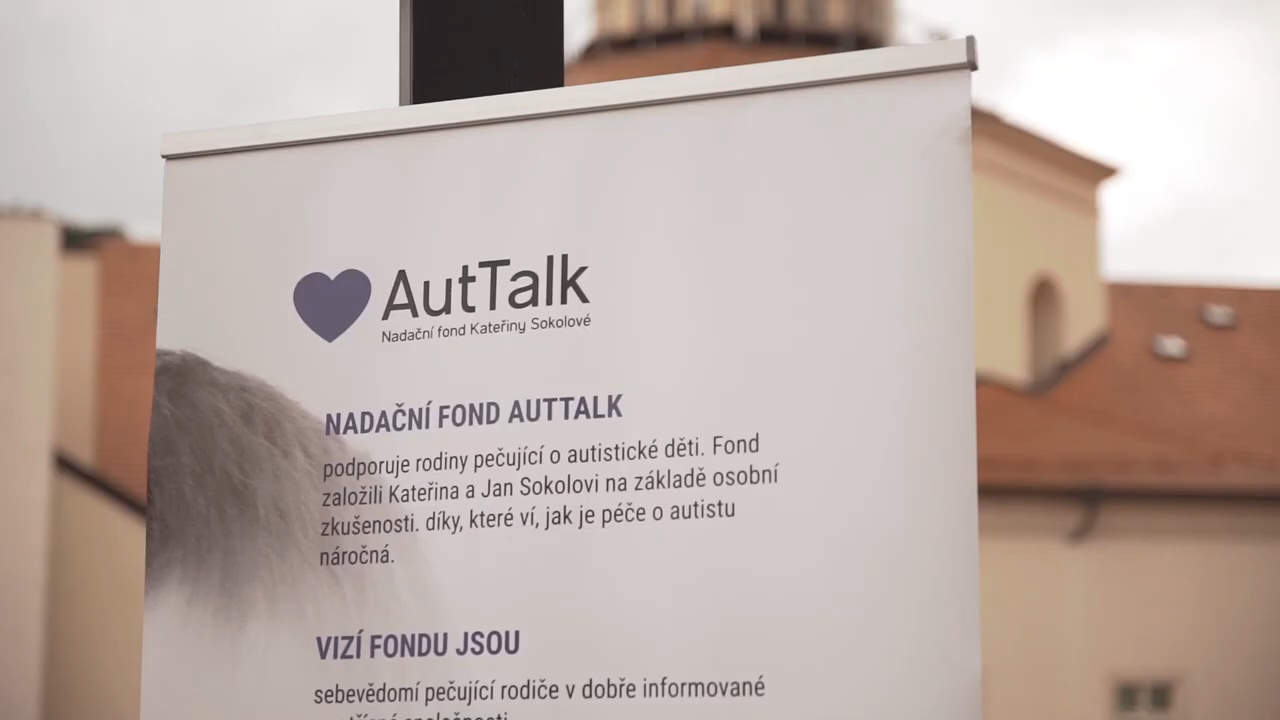 AutTalk
Nadační fond Kateřiny Sokolové
NADAČNÍ FOND AUTTALK
podporuje rodiny pečující o autistické děti. Fond
založili Kateřina a Jan Sokolovi na základě osobní
zkušenosti. díky, které ví, jak je péče o autistu
náročná.
VIZÍ FONDU JSOU
sebevědomí pečující rodiče v dobře informované